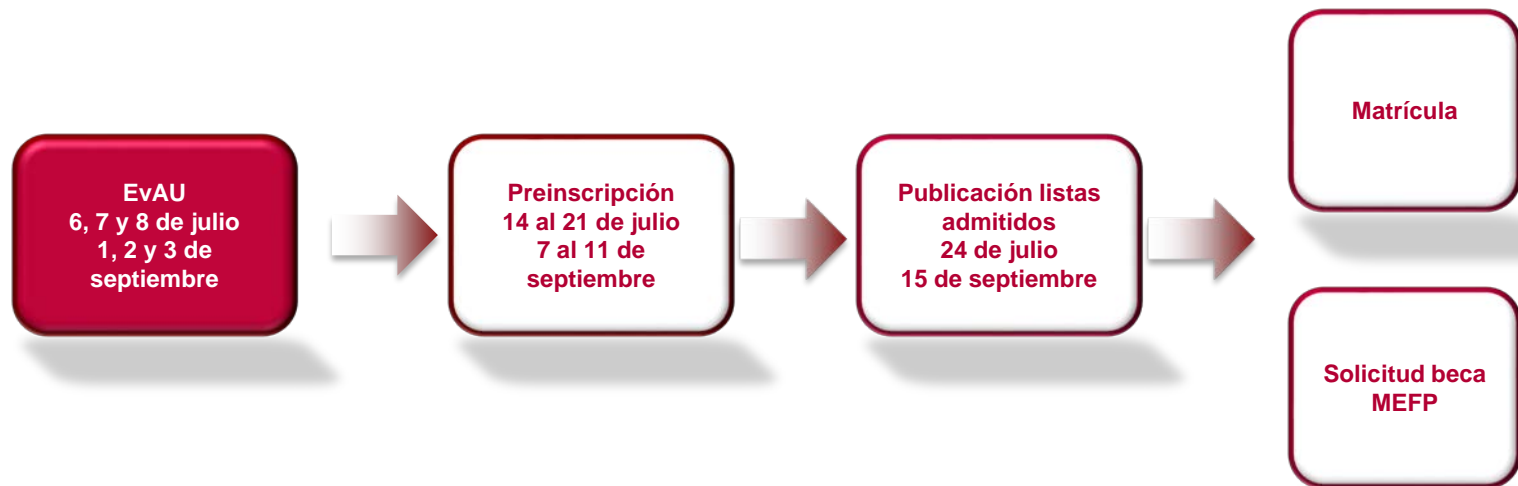 EvAU
6, 7 y 8 de julio
1, 2 y 3 de
septiembre
Preinscripción
14 al 21 de julio
7 al 11 de
septiembre
Publicación listas
admitidos
24 de julio
15 de septiembre
Matrícula
Solicitud beca
MEFP